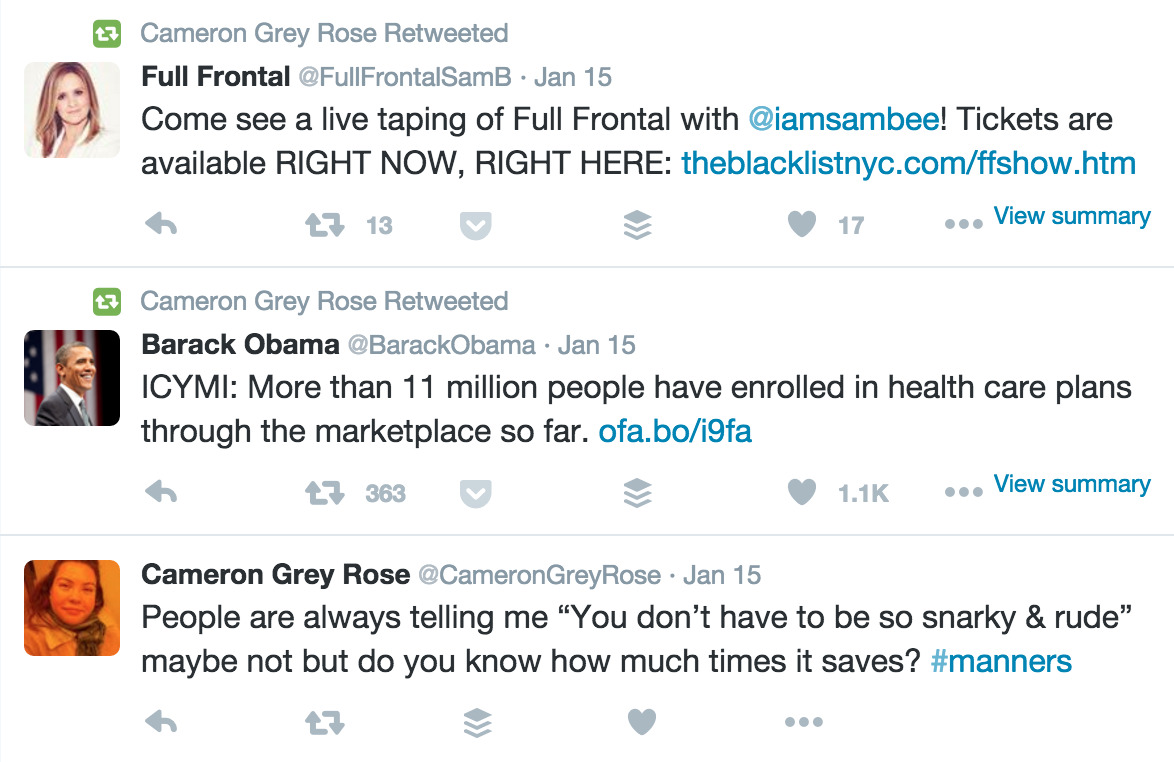 Cameron Grey Rose Retweeted
Full Frontal @FullFrontalSamB · Jan 15
Come see a live taping of Full Frontal with @iamsambee! Tickets are
available RIGHT NOW, RIGHT HERE: theblacklistnyc.com/ffshow.htm
13 17 View summary
Cameron Grey Rose Retweeted
Barack Obama @BarackObama · Jan 15
ICYMI: More than 11 million people have enrolled in health care plans
through the marketplace so far. ofa.bo/i9fa
363 1.1K View summary
Cameron Grey Rose @CameronGreyRose · Jan 15
People are always telling me “You don’t have to be so snarky & rude”
maybe not but do you know how much times it saves? #manners